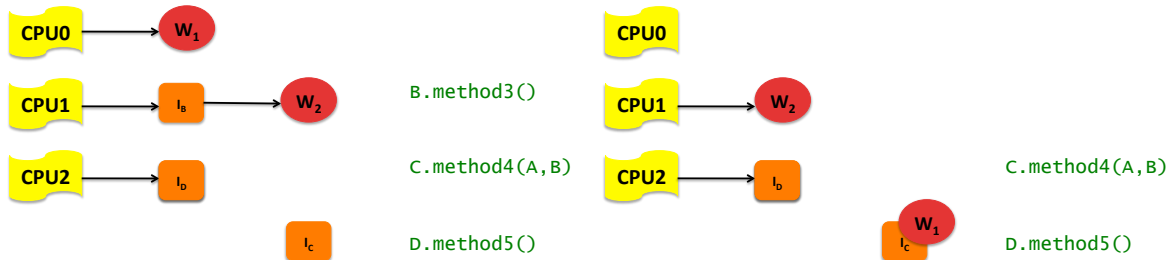 CPU0 W1 CPU0
CPU1 IB W2 B.method3() CPU1 W2
CPU2 ID C.method4(A,B) CPU2 ID C.method4(A,B)
IC D.method5() IC W1 D.method5()